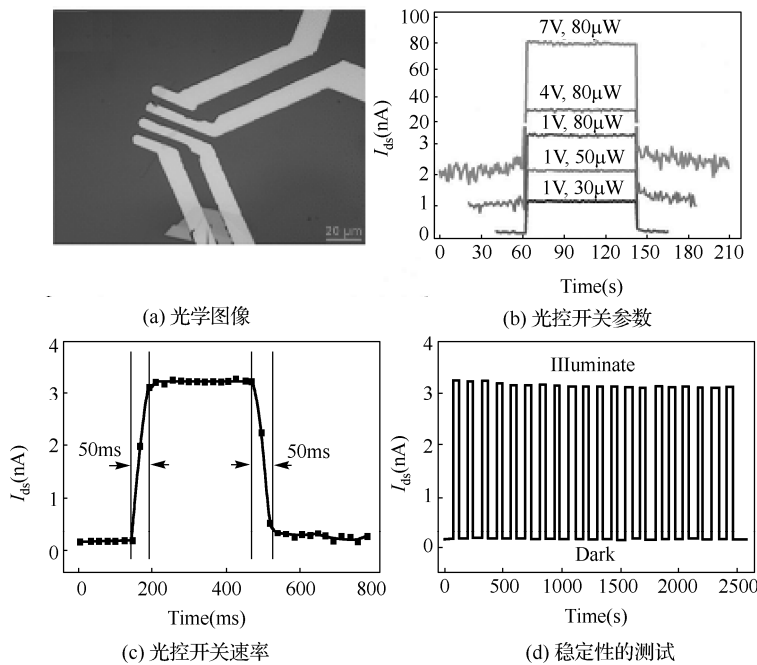 20 μm
(a) 光学图像
100
80
60
40
20
3
2
1
0
I_ds(nA)
7V, 80μW
4V, 80μW
1V, 80μW
1V, 50μW
1V, 30μW
0 30 60 90 120 150 180 210
Time(s)
(b) 光控开关参数
4
3
2
1
0
I_ds(nA)
50ms 50ms
0 200 400 600 800
Time(ms)
(c) 光控开关速率
4
3
2
1
0
I_ds(nA)
IIIuminate
Dark
0 500 1000 1500 2000 2500
Time(s)
(d) 稳定性的测试